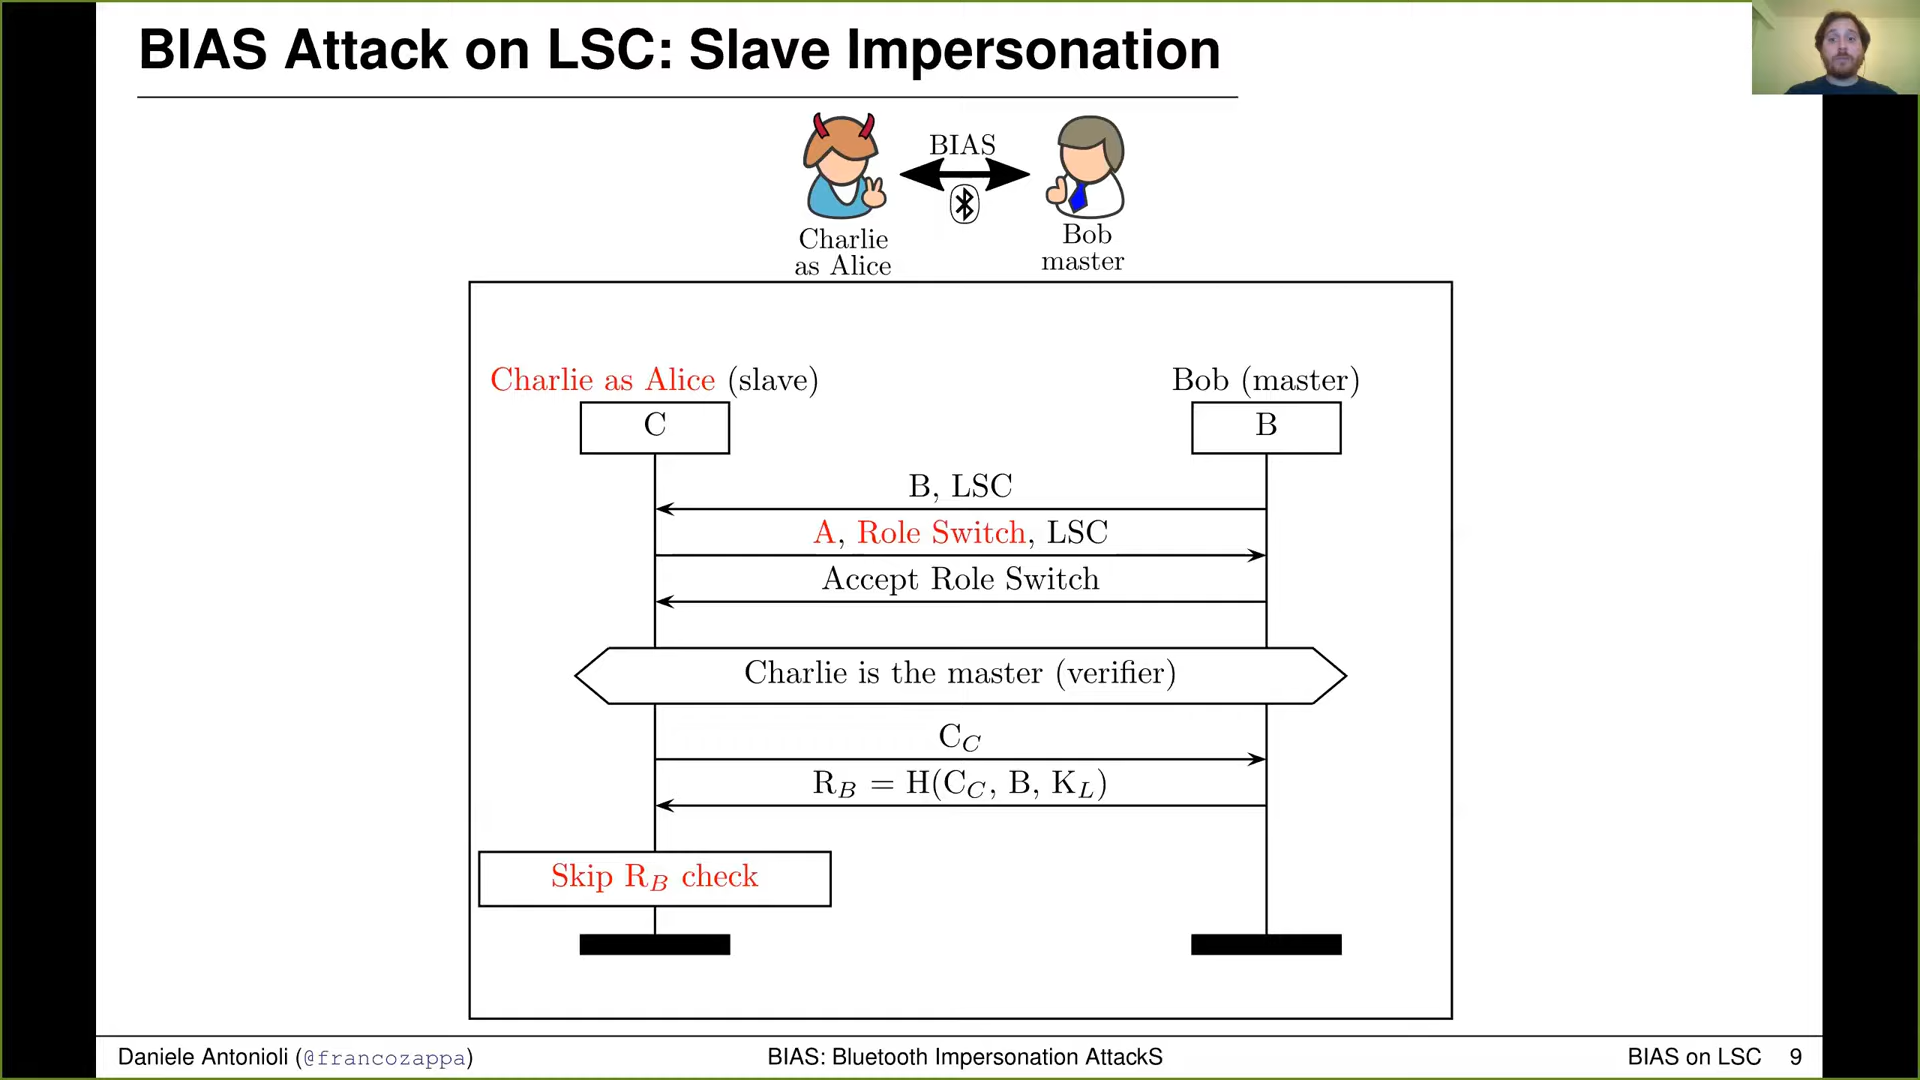 BIAS Attack on LSC: Slave Impersonation
BIAS
Charlie
as Alice
Bob
master
Charlie as Alice (slave)
Bob (master)
C
B
B, LSC
A, Role Switch, LSC
Accept Role Switch
Charlie is the master (verifier)
C_C
R_B = H(C_C, B, K_L)
Skip R_B check
Daniele Antonioli (@francozappa)
BIAS: Bluetooth Impersonation AttackS
BIAS on LSC 9